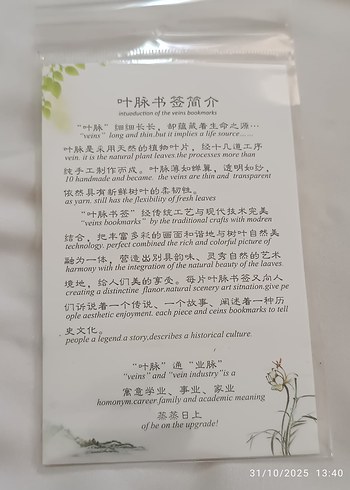 叶脉书签简介
intuoduction of the veins bookmarks
“叶脉”细细长长，却蕴藏着生命之源…
“veins” long and thin.but it implies a life source... ...
叶脉是采用天然的植物叶片，经十几道工序
vein. it is the natural plant leaves.the processes more than
纯手工制作而成。叶脉薄如蝉翼，透明如纱，
10 handmade and became. the veins are thin and transparent
依然具有新鲜树叶的柔韧性。
as yarn. still has the flexibility of fresh leaves
“叶脉书签”经传统工艺与现代技术完美
“veins bookmarks” by the traditional crafts with modren
结合，把丰富多彩的画面和谐地与树叶自然美
technology. perfect combined the rich and colorful picture of
融为一体，营造出别具韵味、灵秀自然的艺术
harmony with the integration of the natural beauty of the laaves
境地，给人们美的享受。每片叶脉书签又向人
creating a distinctine flanor.natural scenery art sitnation.give pe
们诉说着一个传说、一个故事，阐述着一种历
ople aesthetic enjoyment. each piece and ceins bookmarks to tell
史文化。
people a legend.a story,describes a historical culture.
“叶脉”通“业脉”
“veins” and “vein industry”is a
寓意学业、事业、家业
homonym.career.family and academic meaning
蒸蒸日上
of be on the upgrade!
31/10/2025 13:40